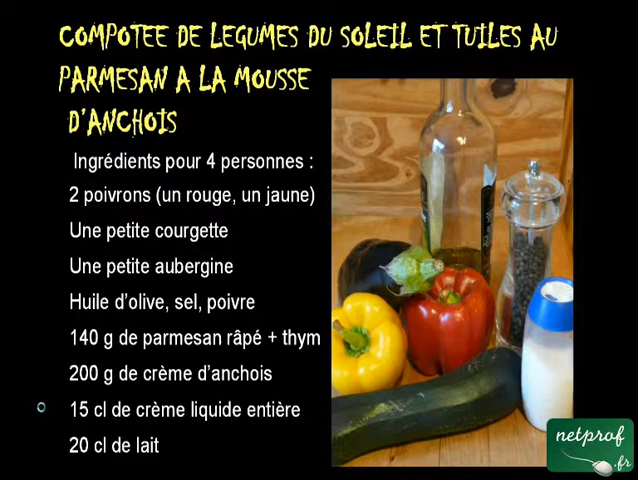 COMPOTEE DE LEGUMES DU SOLEIL ET TUILES AU
PARMESAN A LA MOUSSE
D'ANCHOIS
Ingrédients pour 4 personnes :
2 poivrons (un rouge, un jaune)
Une petite courgette
Une petite aubergine
Huile d'olive, sel, poivre
140 g de parmesan râpé + thym
200 g de crème d'anchois
15 cl de crème liquide entière
20 cl de lait
netprof
.fr